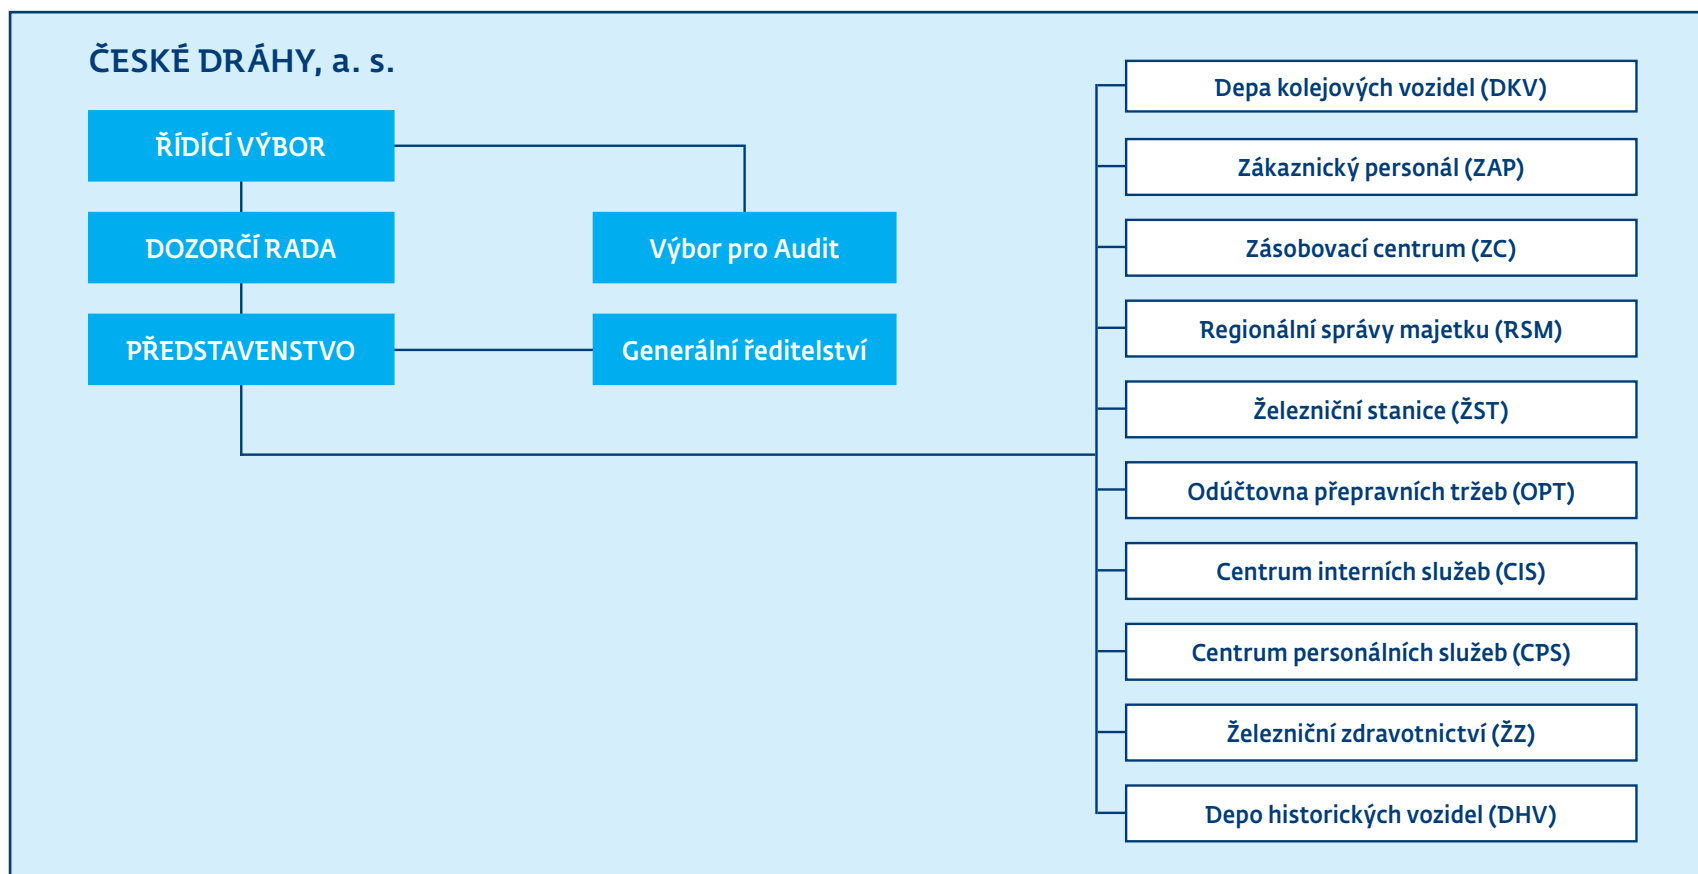 ČESKÉ DRÁHY, a. s.
ŘÍDÍCÍ VÝBOR
DOZORČÍ RADA
Výbor pro Audit
PŘEDSTAVENSTVO
Generální ředitelství
Depa kolejových vozidel (DKV)
Zákaznický personál (ZAP)
Zásobovací centrum (ZC)
Regionální správy majetku (RSM)
Železniční stanice (ŽST)
Odúčtovna přepravních tržeb (OPT)
Centrum interních služeb (CIS)
Centrum personálních služeb (CPS)
Železniční zdravotnictví (ŽZ)
Depo historických vozidel (DHV)